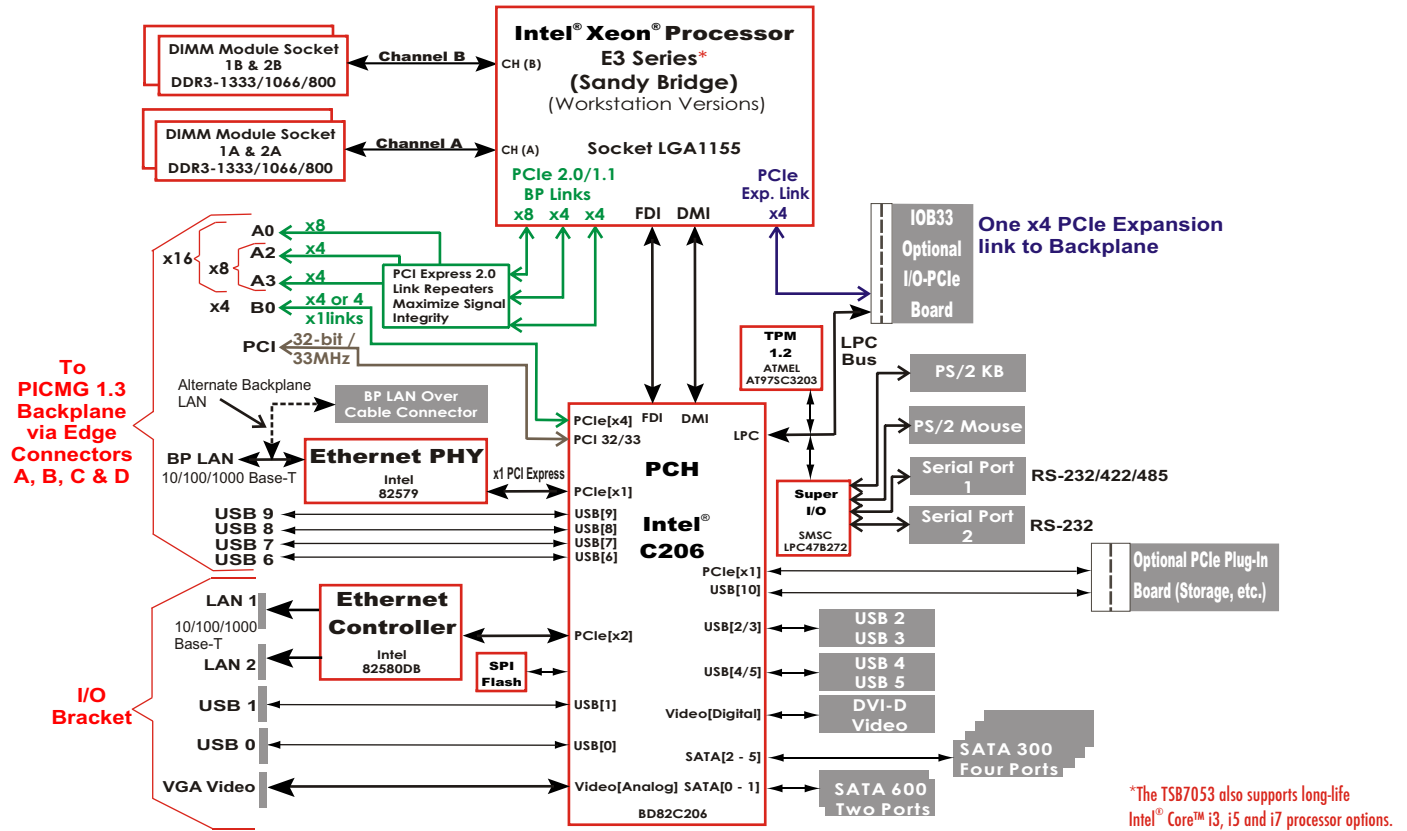 Intel® Xeon® Processor
E3 Series*
(Sandy Bridge)
(Workstation Versions)
Socket LGA1155
CH (B)
CH (A)
PCIe 2.0/1.1
BP Links
x8 x4 x4
FDI DMI
PCIe
Exp. Link
x4
DIMM Module Socket
1B & 2B
DDR3-1333/1066/800
Channel B
DIMM Module Socket
1A & 2A
DDR3-1333/1066/800
Channel A
A0
x8
A2
x4
A3
x4
x16
x8
x4
B0
x4 or 4
x1links
PCI Express 2.0
Link Repeaters
Maximize Signal
Integrity
PCI
32-bit /
33MHz
To
PICMG 1.3
Backplane
via Edge
Connectors
A, B, C & D
Alternate Backplane
LAN
BP LAN Over
Cable Connector
BP LAN
10/100/1000 Base-T
Ethernet PHY
Intel
82579
x1 PCI Express
USB 9
USB 8
USB 7
USB 6
IOB33
Optional
I/O-PCIe
Board
One x4 PCIe Expansion
link to Backplane
TPM
1.2
ATMEL
AT97SC3203
LPC
Bus
PS/2 KB
PS/2 Mouse
Serial Port
1
RS-232/422/485
Serial Port
2
RS-232
Super
I/O
SMSC
LPC47B272
PCIe[x4]
FDI
DMI
PCI 32/33
LPC
PCH
Intel®
C206
PCIe[x1]
USB[9]
USB[8]
USB[7]
USB[6]
PCIe[x1]
USB[10]
PCIe[x2]
USB[2/3]
USB[4/5]
USB[1]
Video[Digital]
USB[0]
SATA[2 - 5]
Video[Analog]
SATA[0 - 1]
BD82C206
Optional PCIe Plug-In
Board (Storage, etc.)
USB 2
USB 3
USB 4
USB 5
DVI-D
Video
SATA 300
Four Ports
SATA 600
Two Ports
I/O
Bracket
LAN 1
10/100/1000
Base-T
LAN 2
Ethernet
Controller
Intel
82580DB
SPI
Flash
USB 1
USB 0
VGA Video
*The TSB7053 also supports long-life
Intel® Core™ i3, i5 and i7 processor options.